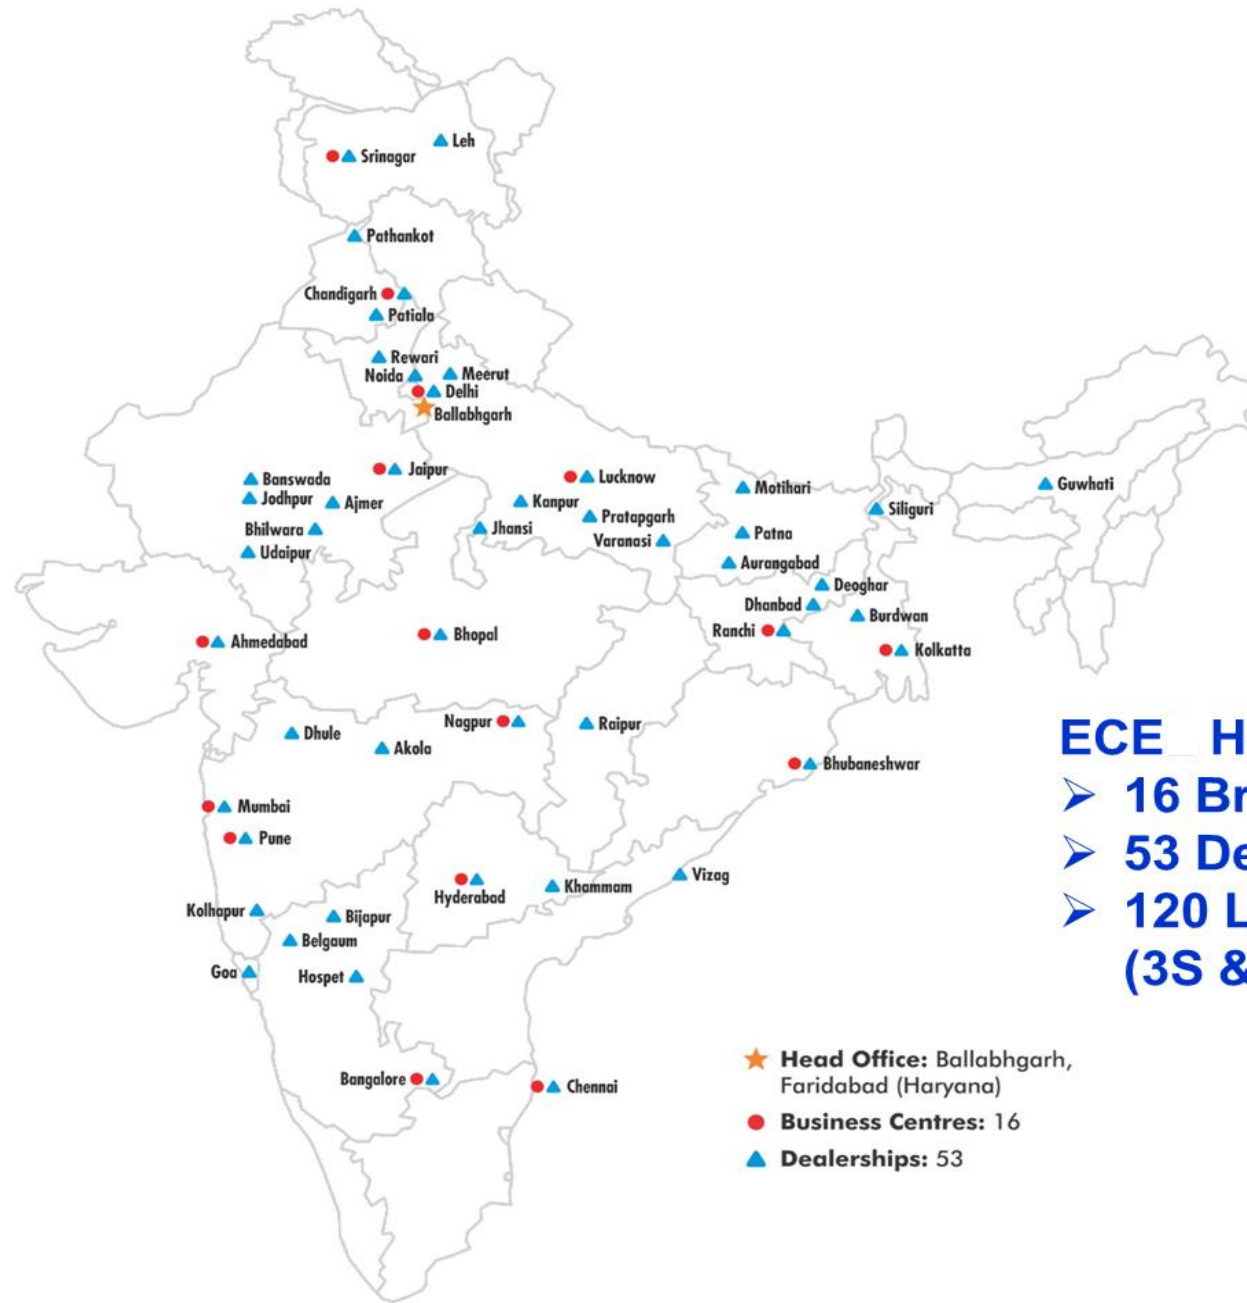 Leh
Srinagar
Pathankot
Chandigarh
Patiala
Rewari
Noida
Meerut
Delhi
Ballabhgarh
Jaipur
Lucknow
Banswada
Motihari
Guwhati
Jodhpur
Ajmer
Kanpur
Siliguri
Pratapgarh
Bhilwara
Jhansi
Varanasi
Patna
Udaipur
Aurangabad
Deoghar
Dhanbad
Burdwan
Ranchi
Ahmedabad
Bhopal
Kolkatta
Nagpur
Raipur
Dhule
Akola
Bhubaneshwar
Mumbai
Pune
Hyderabad
Khammam
Vizag
Kolhapur
Bijapur
Belgaum
Goa
Hospet
Bangalore
Chennai
ECE H
16 Br
53 De
120 L
(3S &
Head Office: Ballabhgarh,
Faridabad (Haryana)
Business Centres: 16
Dealerships: 53